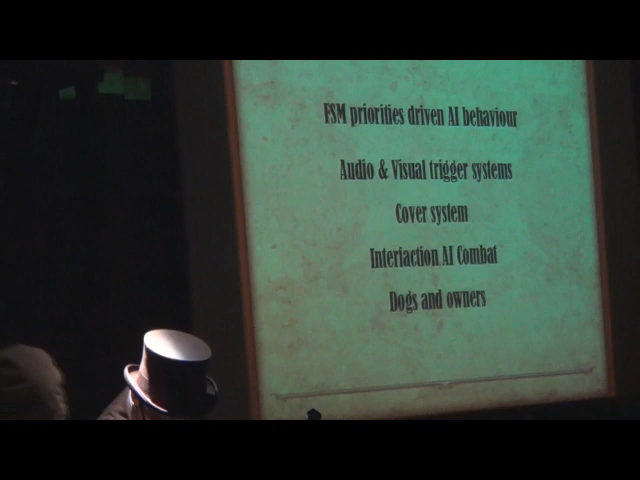 FSM priorities driven AI behaviour
Audio & Visual trigger systems
Cover system
Interfaction AI Combat
Dogs and owners